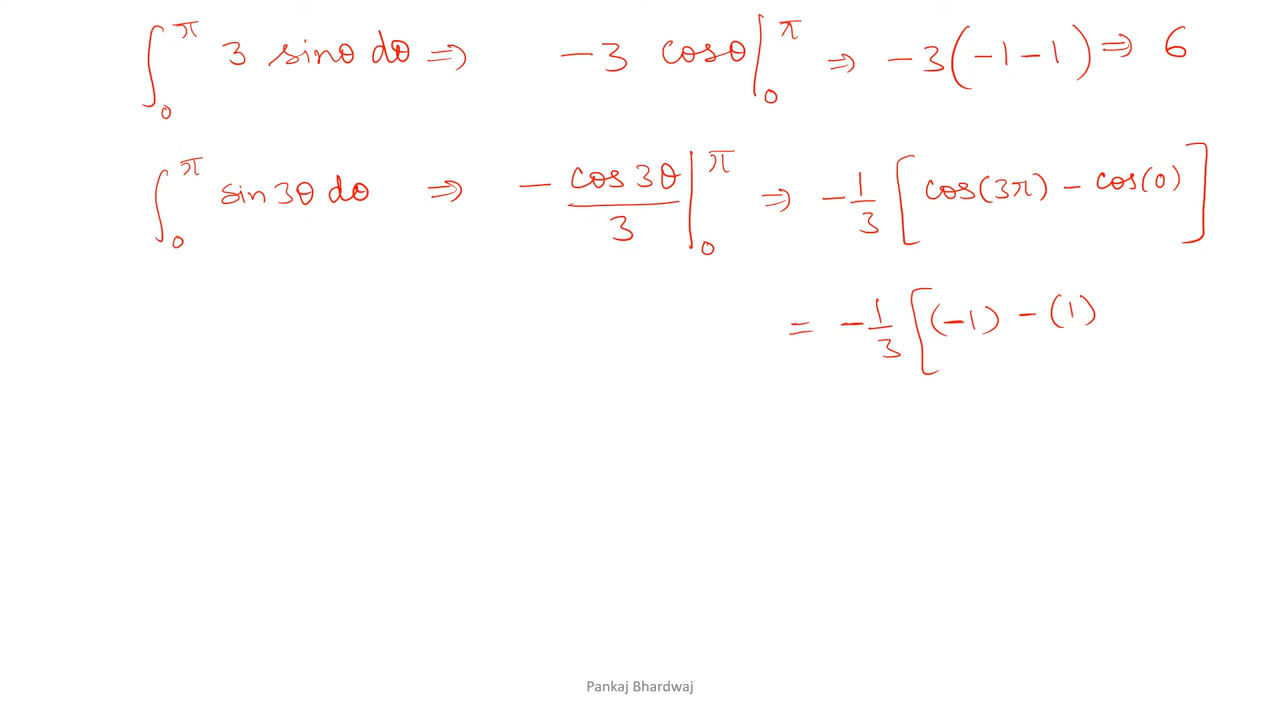 ∫₀^π 3 sinθ dθ ⇒ −3 cosθ |₀^π ⇒ −3(−1−1) ⇒ 6
∫₀^π sin3θ dθ ⇒ − cos3θ/3 |₀^π ⇒ −1/3 [cos(3π) − cos(0)]
= −1/3 [(−1) − (1)
Pankaj Bhardwaj